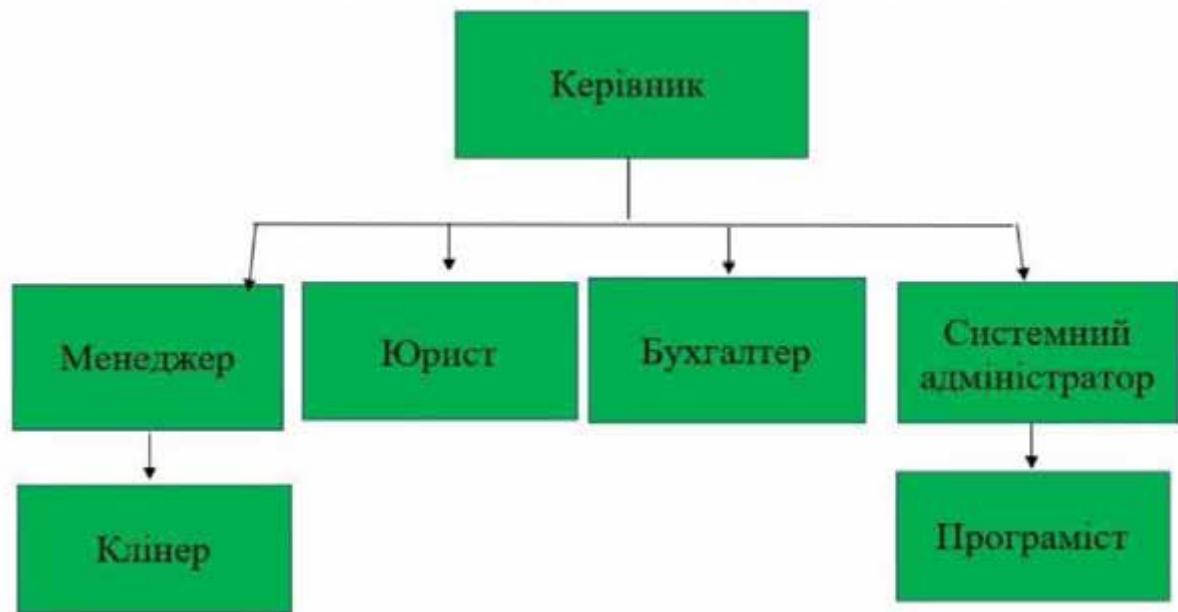 Керівник
Менеджер
Юрист
Бухгалтер
Системний
адміністратор
Клінер
Програміст